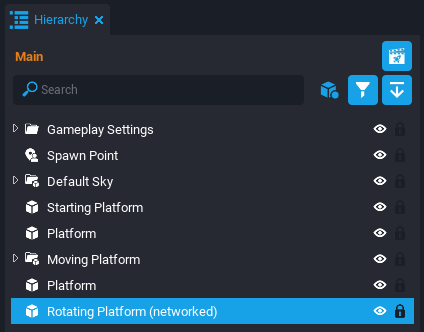 Hierarchy
Main
Search
Gameplay Settings
Spawn Point
Default Sky
Starting Platform
Platform
Moving Platform
Platform
Rotating Platform (networked)